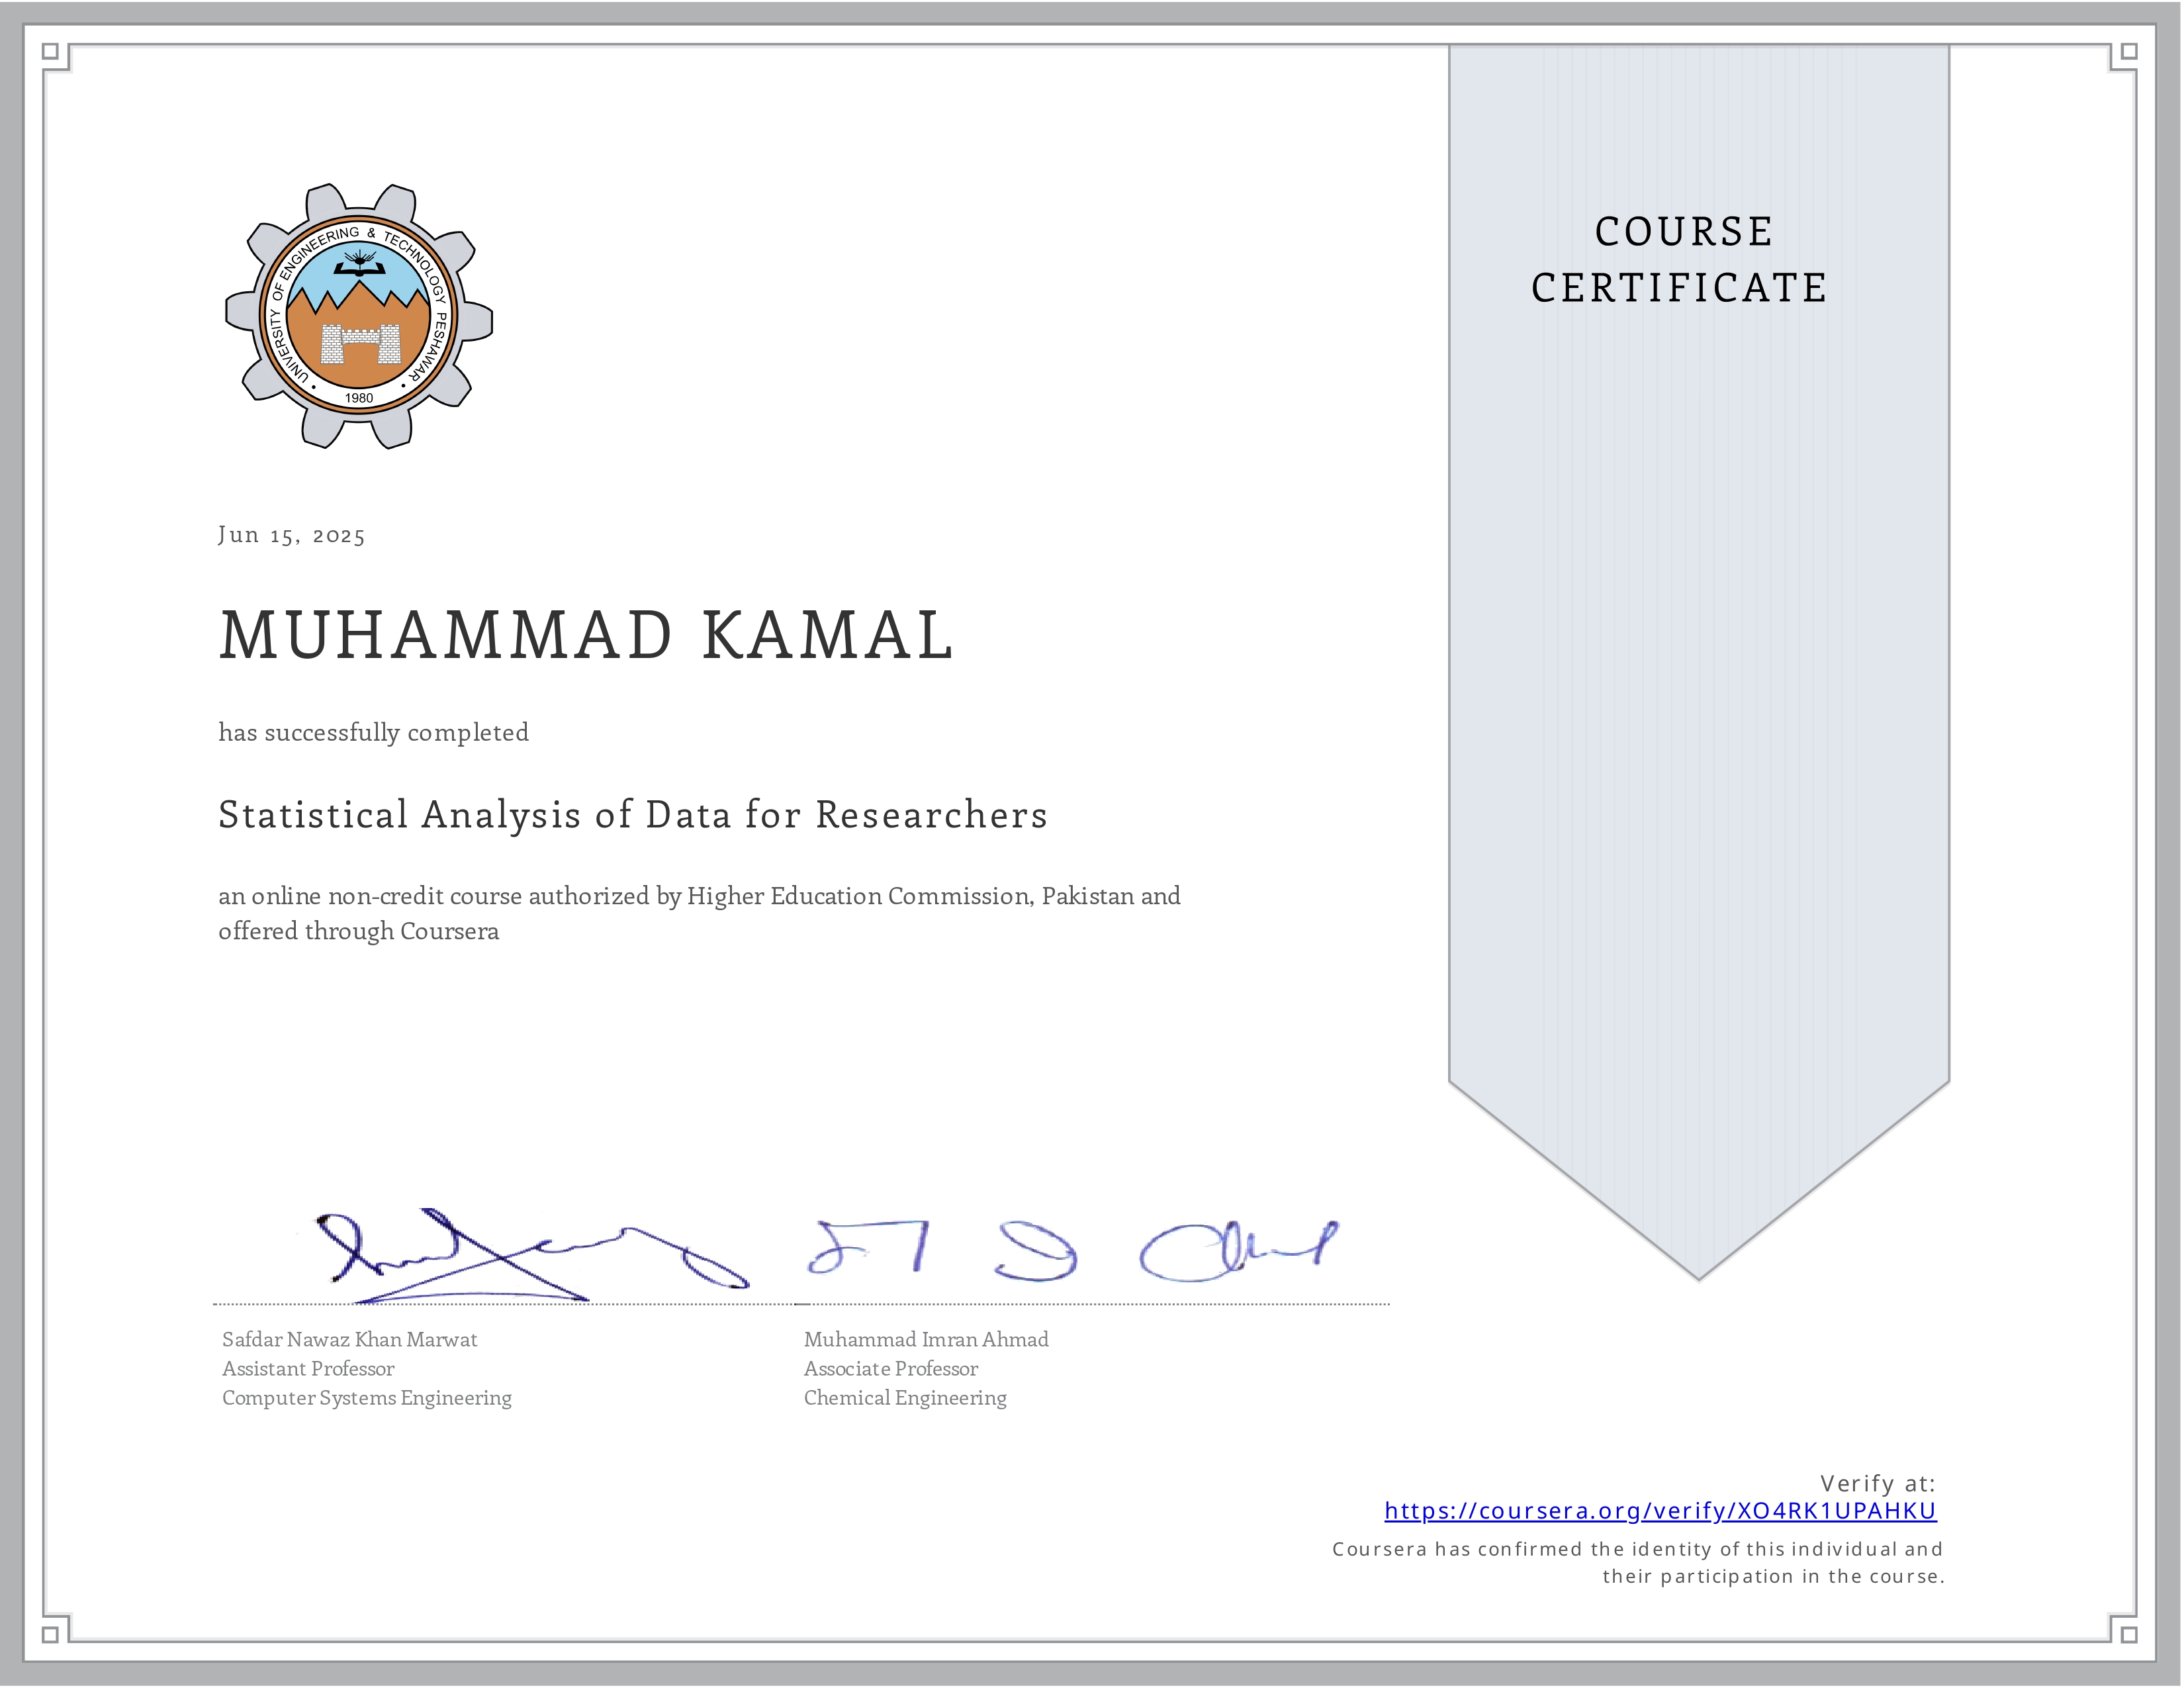 UNIVERSITY OF ENGINEERING & TECHNOLOGY PESHAWAR
1980
COURSE
CERTIFICATE
Jun 15, 2025
MUHAMMAD KAMAL
has successfully completed
Statistical Analysis of Data for Researchers
an online non-credit course authorized by Higher Education Commission, Pakistan and
offered through Coursera
Safdar Nawaz Khan Marwat
Assistant Professor
Computer Systems Engineering
Muhammad Imran Ahmad
Associate Professor
Chemical Engineering
Verify at:
https://coursera.org/verify/XO4RK1UPAHKU
Coursera has confirmed the identity of this individual and
their participation in the course.